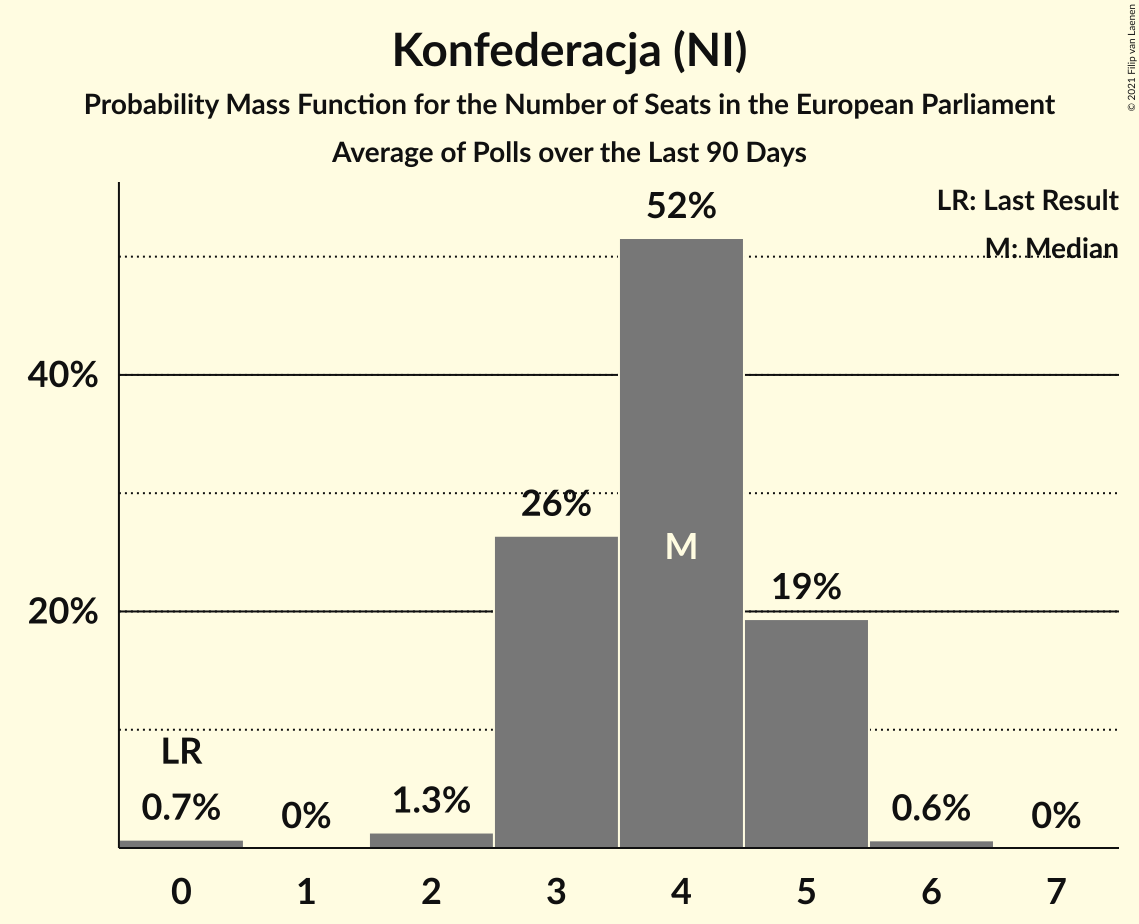 Konfederacja (NI)
Probability Mass Function for the Number of Seats in the European Parliament
Average of Polls over the Last 90 Days
© 2021 Filip van Laenen
LR: Last Result
M: Median
52%
40%
26%
M
19%
20%
LR
0.7%
0%
1.3%
0.6%
0%
0 1 2 3 4 5 6 7